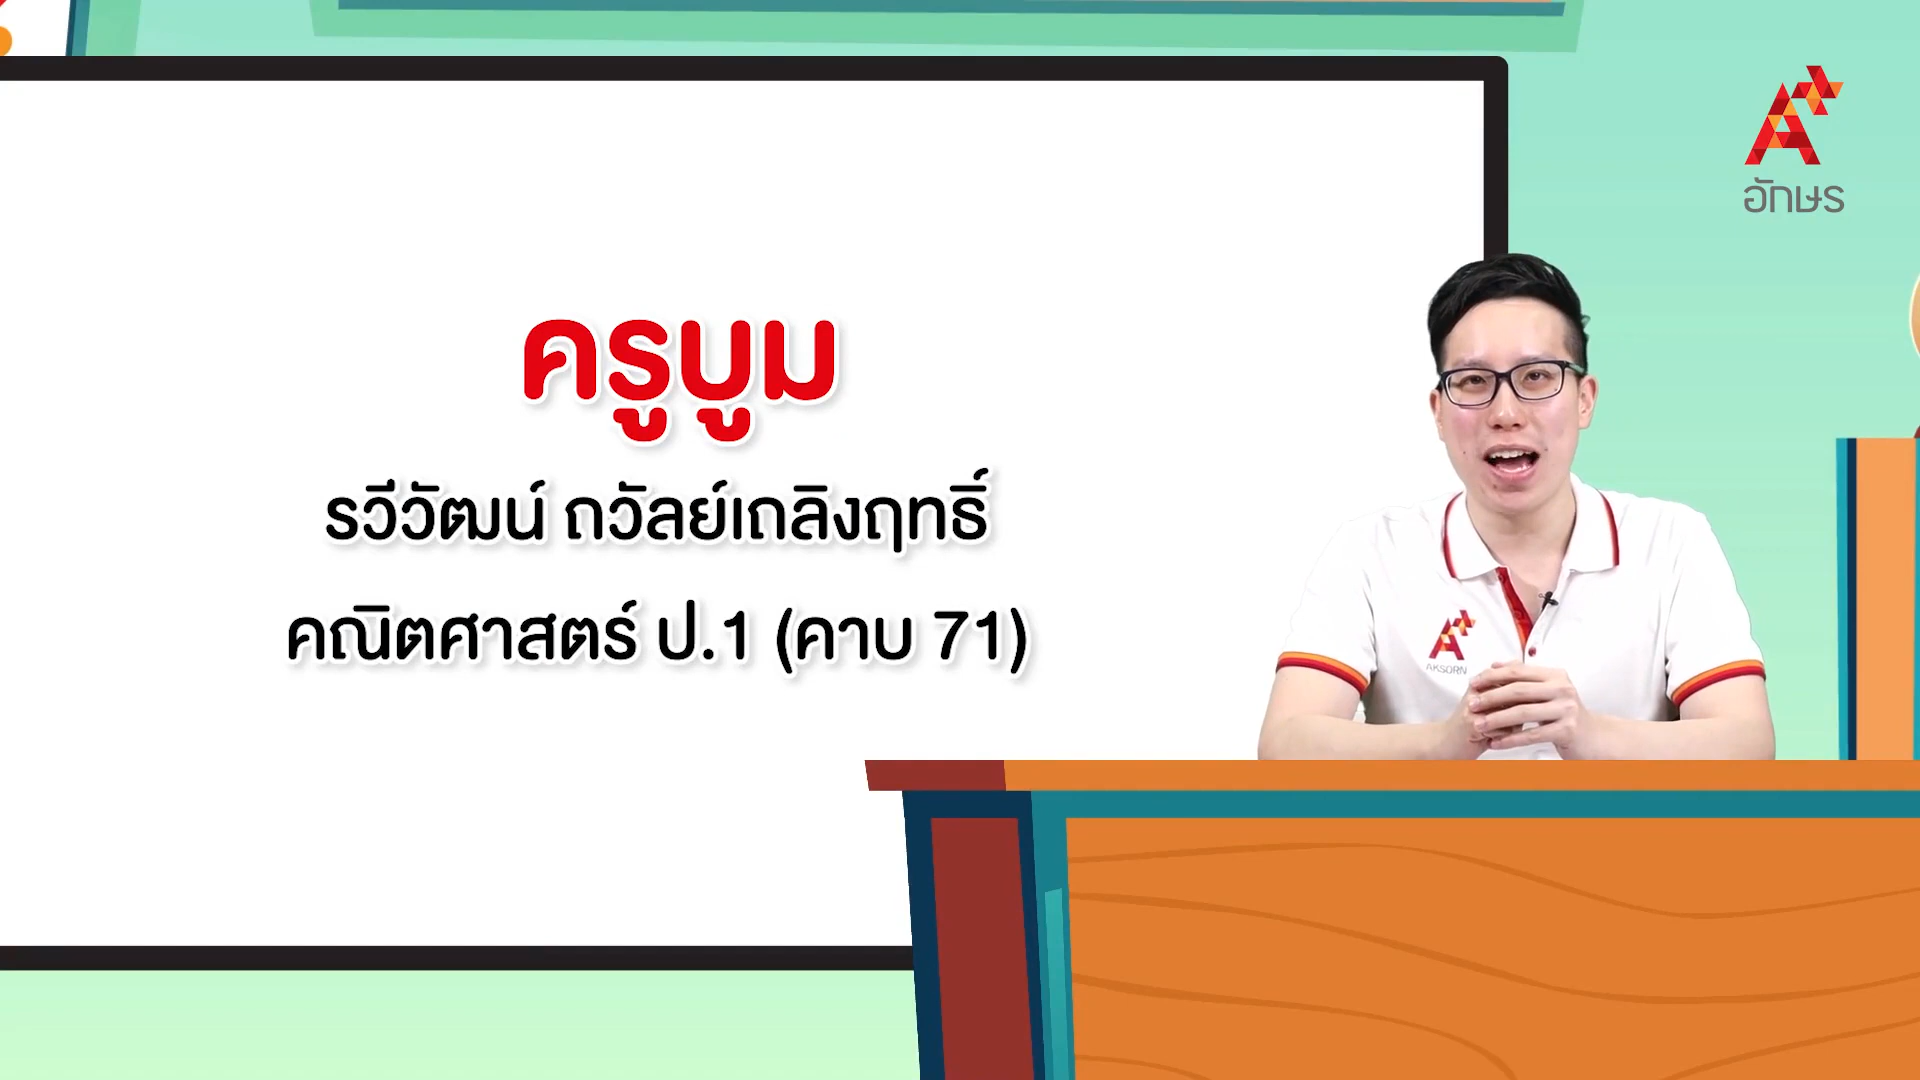 อักษร
ครูบูม
รวีวัฒน์ ถวัลย์เถลิงฤทธิ์
คณิตศาสตร์ ป.1 (คาบ 71)
AKSORN